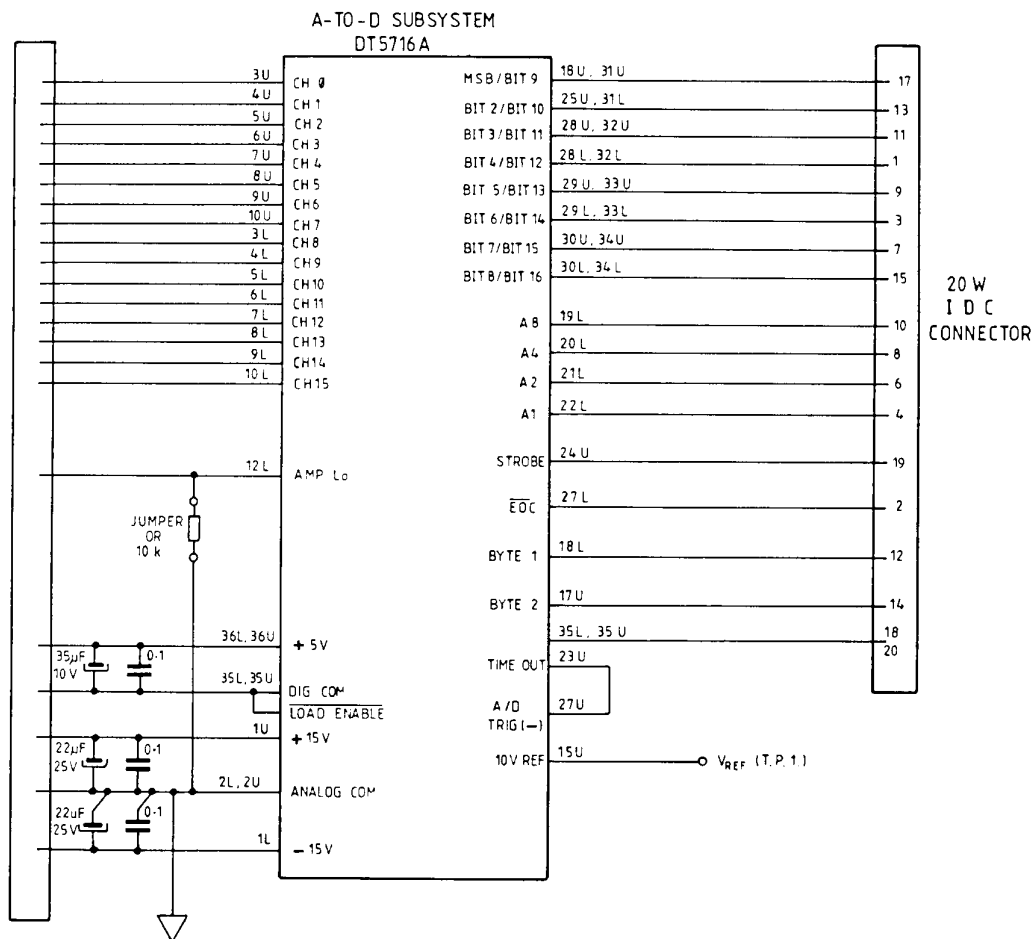 A-TO-D SUBSYSTEM
DT5716A
3U CH 0
4U CH 1
5U CH 2
6U CH 3
7U CH 4
8U CH 5
9U CH 6
10U CH 7
3L CH 8
4L CH 9
5L CH 10
6L CH 11
7L CH 12
8L CH 13
9L CH 14
10L CH 15
12L AMP Lo
JUMPER
OR
10 k
36L, 36U + 5V
35µF
10V
0·1
35L, 35U DIG COM
LOAD ENABLE
1U + 15V
22µF
25V
0·1
2L, 2U ANALOG COM
22uF
25V
0·1
1L - 15V
MSB/BIT 9 18U, 31U 17
BIT 2/BIT 10 25U, 31L 13
BIT 3/BIT 11 28U, 32U 11
BIT 4/BIT 12 28L, 32L 1
BIT 5/BIT 13 29U, 33U 9
BIT 6/BIT 14 29L, 33L 3
BIT 7/BIT 15 30U, 34U 7
BIT 8/BIT 16 30L, 34L 15
A8 19L 10
A4 20L 8
A2 21L 6
A1 22L 4
STROBE 24U 19
EOC 27L 2
BYTE 1 18L 12
BYTE 2 17U 14
35L, 35U 18
20
TIME OUT 23U
A/D
TRIG (—) 27U
10V REF 15U VREF (T.P.1.)
20 W
I D C
CONNECTOR